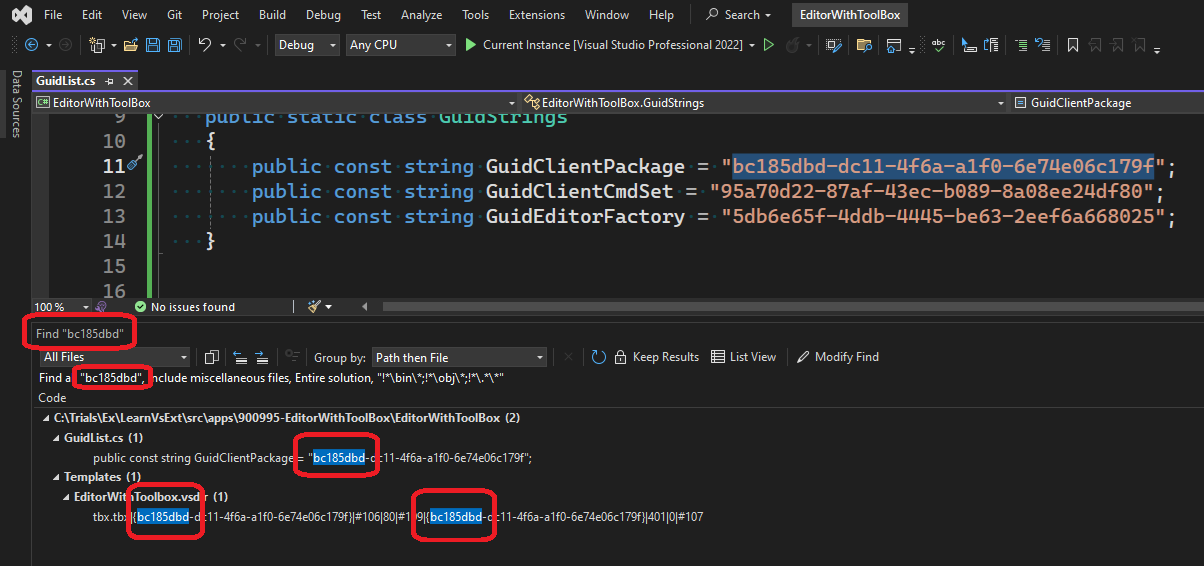 File Edit View Git Project Build Debug Test Analyze Tools Extensions Window Help Search EditorWithToolBox
Debug Any CPU Current Instance [Visual Studio Professional 2022]
Data Sources
GuidList.cs
EditorWithToolBox EditorWithToolBox.GuidStrings GuidClientPackage
9 public static class GuidStrings
10 {
11 public const string GuidClientPackage = "bc185dbd-dc11-4f6a-a1f0-6e74e06c179f";
12 public const string GuidClientCmdSet = "95a70d22-87af-43ec-b089-8a08ee24df80";
13 public const string GuidEditorFactory = "5db6e65f-4ddb-4445-be63-2eef6a668025";
14 }
15
16
100 % No issues found
Find "bc185dbd"
All Files Group by: Path then File Keep Results List View Modify Find
Find a "bc185dbd", include miscellaneous files, Entire solution, "!*\bin\*;!*\obj\*;!*\.*\*"
Code
C:\Trials\Ex\LearnVsExt\src\apps\900995-EditorWithToolBox\EditorWithToolBox (2)
GuidList.cs (1)
public const string GuidClientPackage = "bc185dbd-dc11-4f6a-a1f0-6e74e06c179f";
Templates (1)
EditorWithToolbox.vsdir (1)
tbx.tbx|{bc185dbd-dc11-4f6a-a1f0-6e74e06c179f}|#106|80|#109|{bc185dbd-dc11-4f6a-a1f0-6e74e06c179f}|401|0|#107